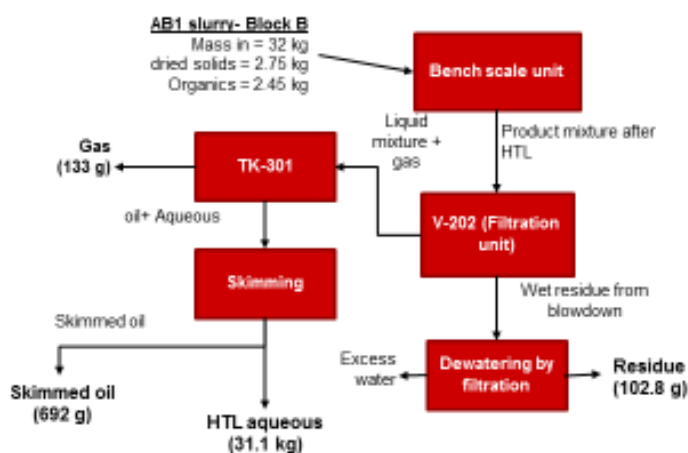 AB1 slurry- Block B
Mass in = 32 kg
dried solids = 2.75 kg
Organics = 2.45 kg
Bench scale unit
Liquid
mixture +
gas
Product mixture after
HTL
Gas
(133 g)
TK-301
oil+ Aqueous
V-202 (Filtration
unit)
Skimming
Wet residue from
blowdown
Skimmed oil
Excess
water
Dewatering by
filtration
Residue
(102.8 g)
Skimmed oil
(692 g)
HTL aqueous
(31.1 kg)